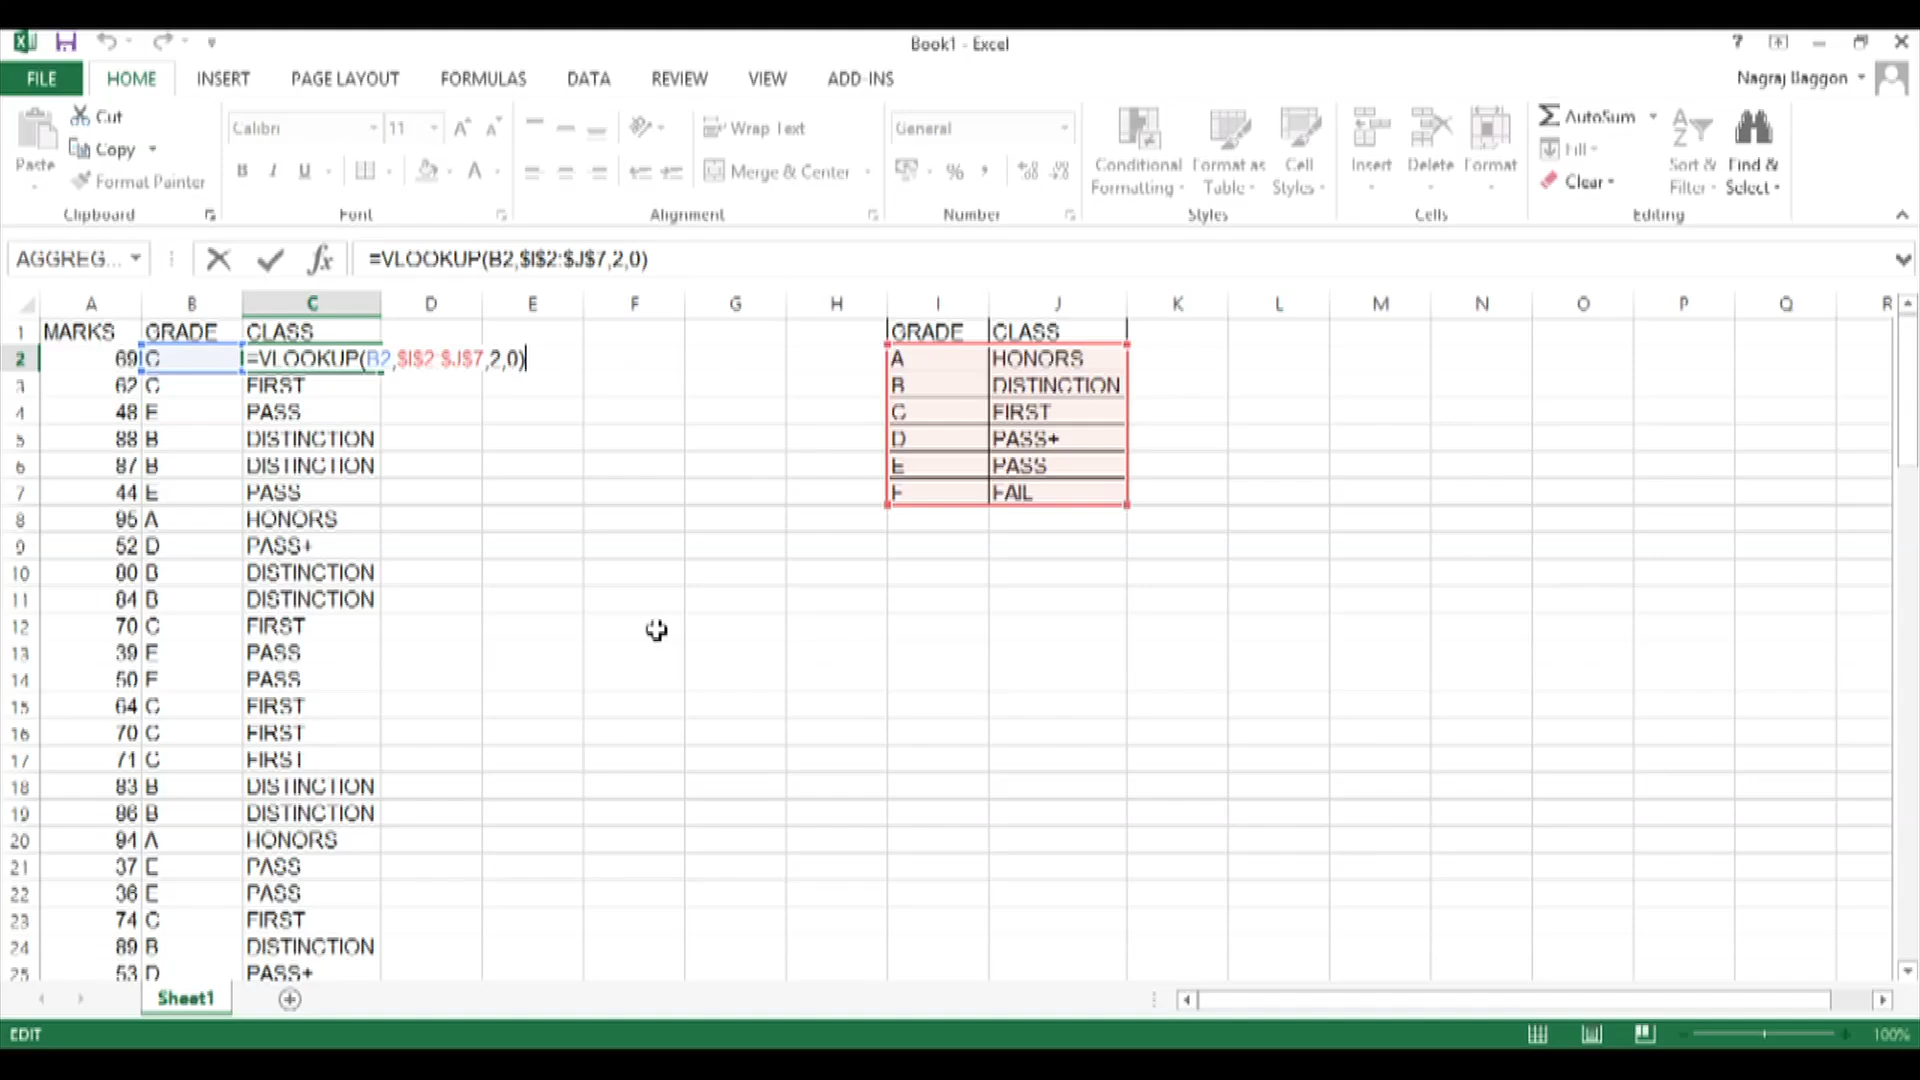 Book1 - Excel
?
FILE HOME INSERT PAGE LAYOUT FORMULAS DATA REVIEW VIEW ADD-INS
Nagraj
Paste
Cut
Copy
Format Painter
Clipboard
Calibri 11
B I U A
Font
Wrap Text
Merge & Center
Alignment
General
%
Number
Conditional Formatting
Format as Table
Cell Styles
Styles
Insert Delete Format
Cells
AutoSum
Fill
Clear
Sort & Filter
Find & Select
Editing
AGGREG... fx =VLOOKUP(B2,$I$2:$J$7,2,0)
A B C D E F G H I J K L M N O P Q R
1 MARKS GRADE CLASS GRADE CLASS
2 69 C =VLOOKUP(B2,$I$2:$J$7,2,0) A HONORS
3 62 C FIRST B DISTINCTION
4 48 E PASS C FIRST
5 88 B DISTINCTION D PASS+
6 87 B DISTINCTION E PASS
7 44 E PASS F FAIL
8 95 A HONORS
9 52 D PASS+
10 80 B DISTINCTION
11 84 B DISTINCTION
12 70 C FIRST
13 39 E PASS
14 50 E PASS
15 64 C FIRST
16 70 C FIRST
17 71 C FIRST
18 83 B DISTINCTION
19 86 B DISTINCTION
20 94 A HONORS
21 37 E PASS
22 36 E PASS
23 74 C FIRST
24 89 B DISTINCTION
25 53 D PASS+
Sheet1
EDIT
100%